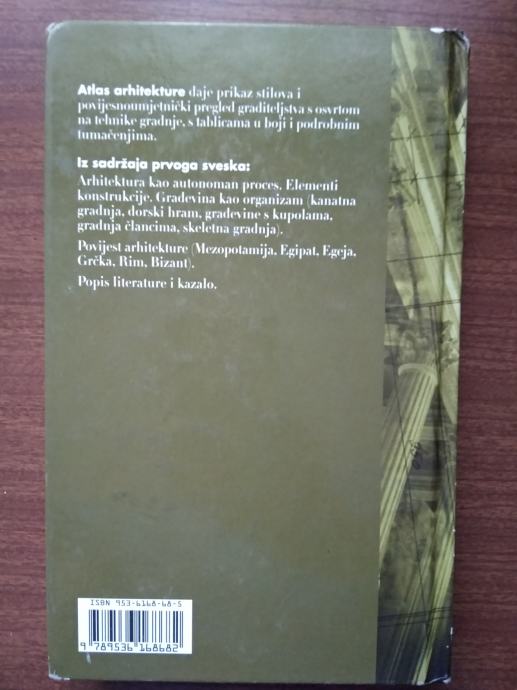 Atlas arhitekture daje prikaz stilova i
povijesnoumjetnički pregled graditeljstva s osvrtom
na tehnike gradnje, s tablicama u boji i podrobnim
tumačenjima.
Iz sadržaja prvoga sveska:
Arhitektura kao autonoman proces. Elementi
konstrukcije. Građevina kao organizam (kanatna
gradnja, dorski hram, građevine s kupolama,
gradnja člancima, skeletna gradnja).
Povijest arhitekture (Mezopotamija, Egipat, Egeja,
Grčka, Rim, Bizant).
Popis literature i kazalo.
ISBN 953-6168-68-5
9 789536 168682